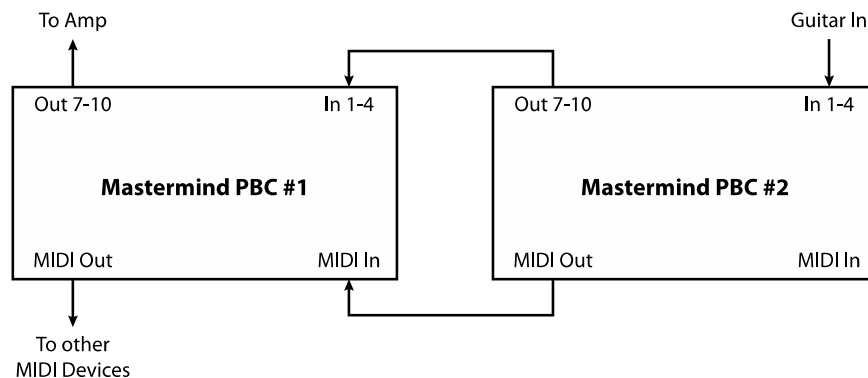 To Amp
Guitar In
Out 7-10
In 1-4
Out 7-10
In 1-4
Mastermind PBC #1
Mastermind PBC #2
MIDI Out
MIDI In
MIDI Out
MIDI In
To other
MIDI Devices